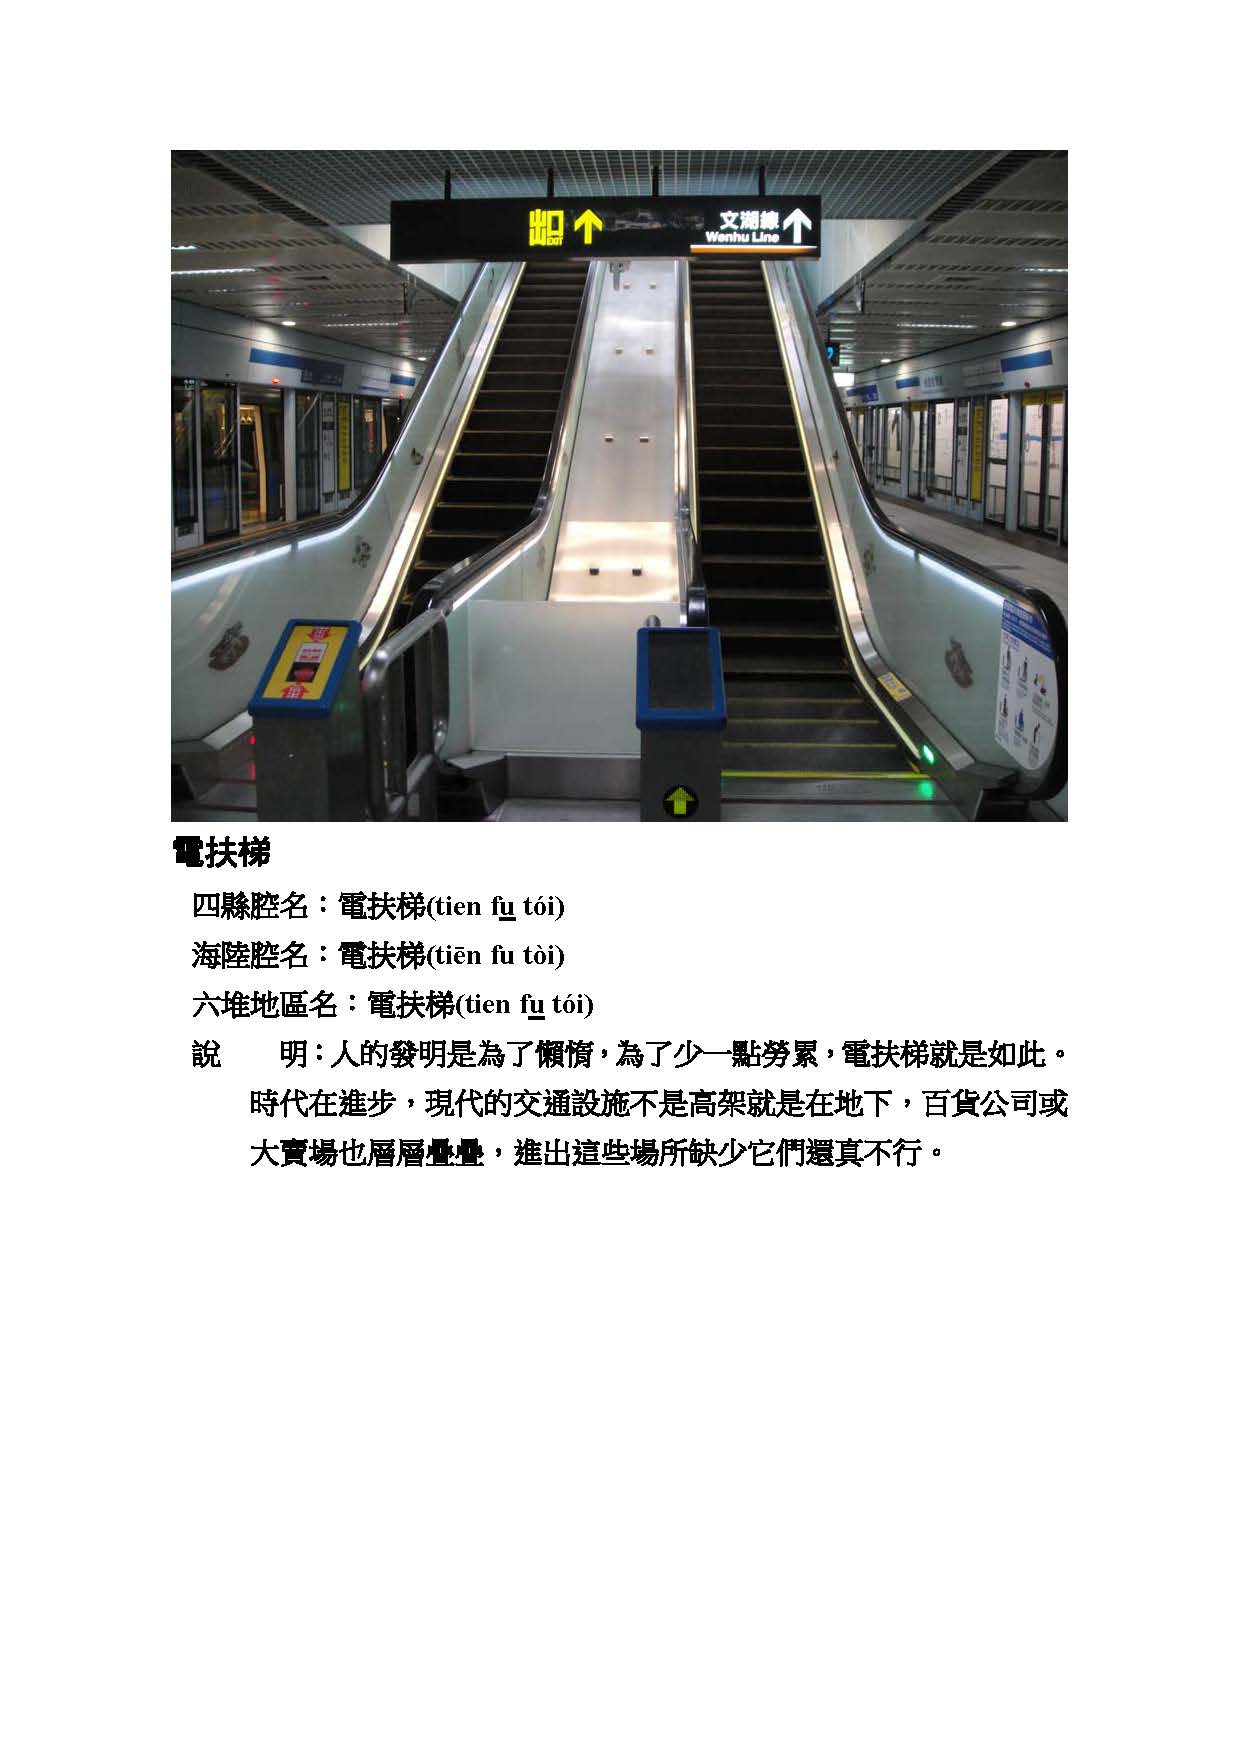 出口 EXIT
文湖線
Wenhu Line
電扶梯
四縣腔名：電扶梯(tien fu̲ tói)
海陸腔名：電扶梯(tiēn fu tòi)
六堆地區名：電扶梯(tien fu̲ tói)
說　　明：人的發明是為了懶惰，為了少一點勞累，電扶梯就是如此。
時代在進步，現代的交通設施不是高架就是在地下，百貨公司或
大賣場也層層疊疊，進出這些場所缺少它們還真不行。